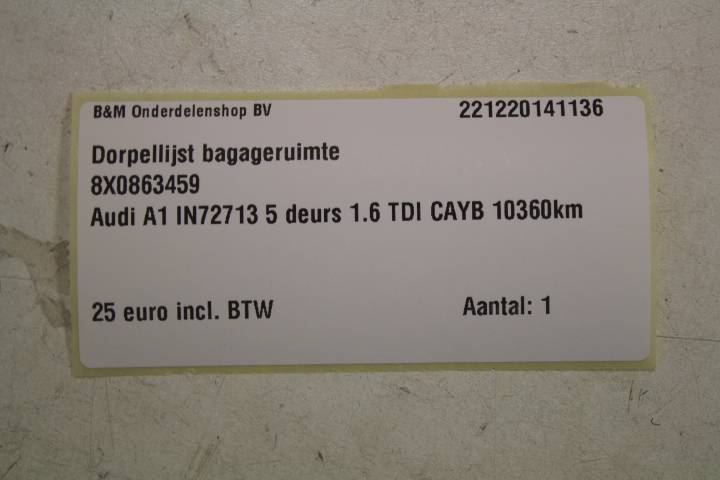 B&M Onderdelenshop BV 221220141136
Dorpellijst bagageruimte
8X0863459
Audi A1 IN72713 5 deurs 1.6 TDI CAYB 10360km
25 euro incl. BTW Aantal: 1